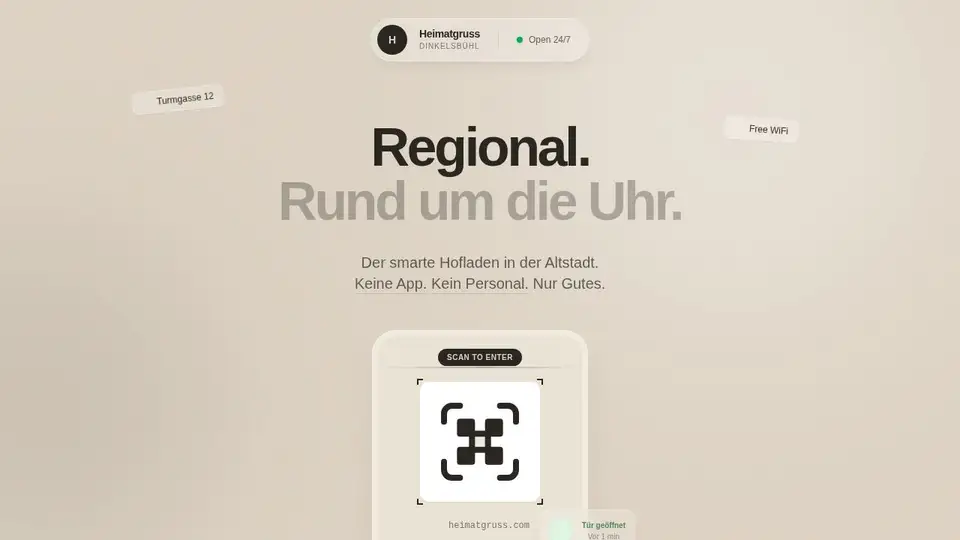 H
Heimatgruss
DINKELSBÜHL
Open 24/7
Turmgasse 12
Free WiFi
Regional.
Rund um die Uhr.
Der smarte Hofladen in der Altstadt.
Keine App. Kein Personal. Nur Gutes.
SCAN TO ENTER
heimatgruss.com
Tür geöffnet
Vor 1 min